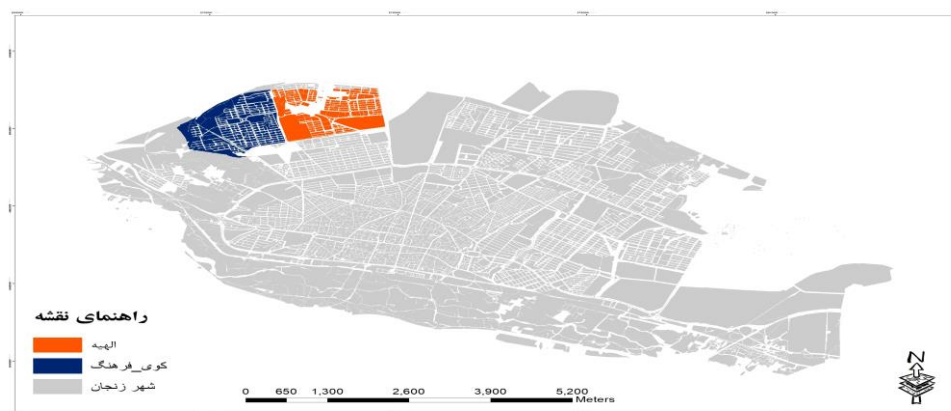 راهنمای نقشه
الهیه
کوی_فرهنگ
شهر زنجان
0 650 1,300 2,600 3,900 5,200
Meters
N